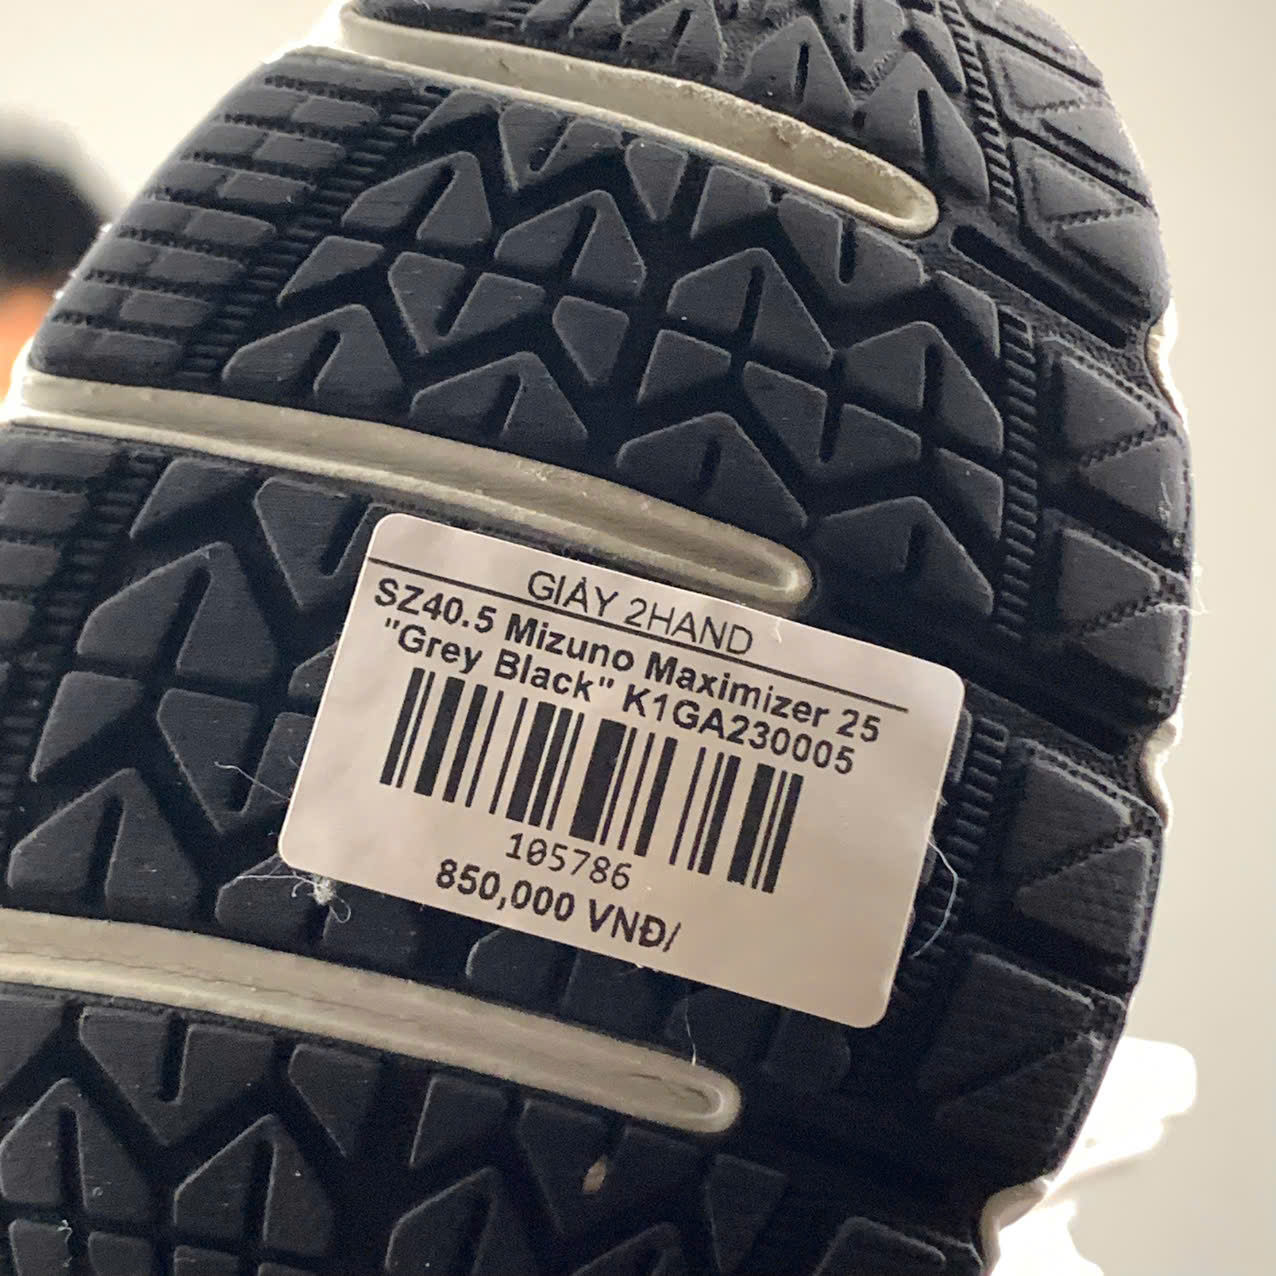 GIÀY 2HAND
SZ40.5 Mizuno Maximizer 25
"Grey Black" K1GA230005
105786
850,000 VNĐ/